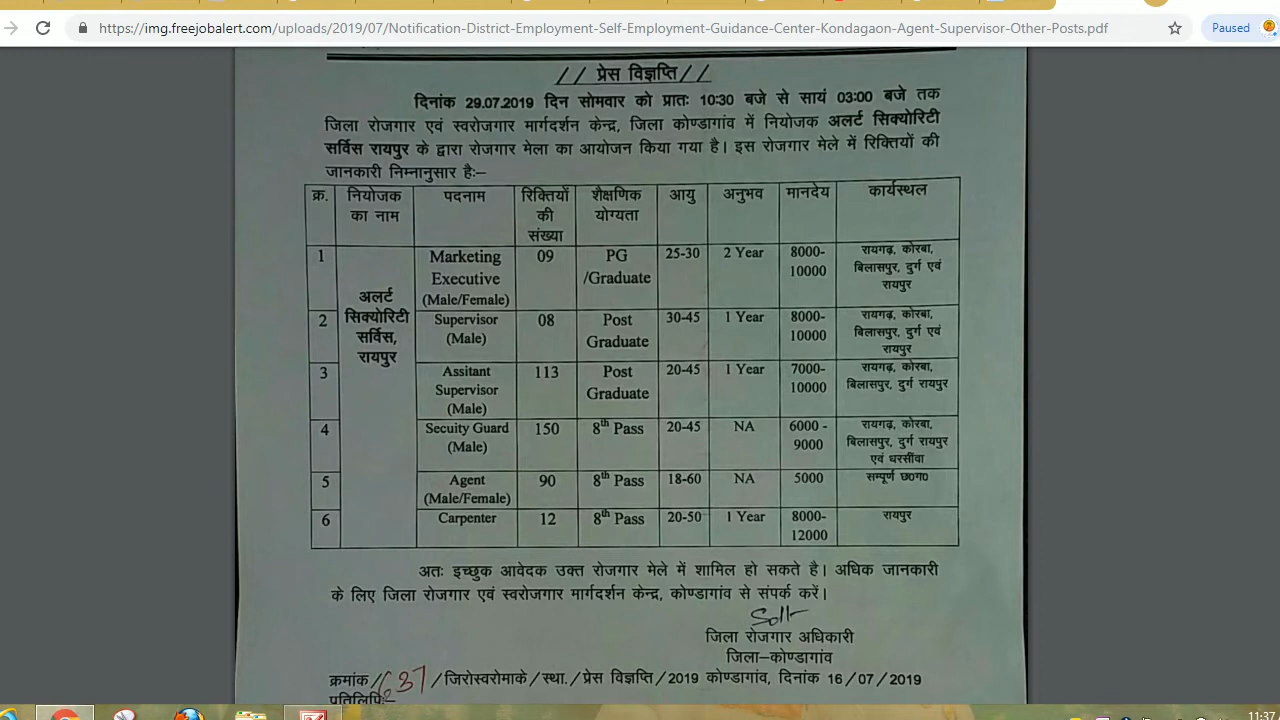 https://img.freejobalert.com/uploads/2019/07/Notification-District-Employment-Self-Employment-Guidance-Center-Kondagaon-Agent-Supervisor-Other-Posts.pdf
Paused
// प्रेस विज्ञप्ति//
दिनांक 29.07.2019 दिन सोमवार को प्रातः 10:30 बजे से सायं 03:00 बजे तक
जिला रोजगार एवं स्वरोजगार मार्गदर्शन केन्द्र, जिला कोण्डागांव में नियोजक अलर्ट सिक्योरिटी
सर्विस रायपुर के द्वारा रोजगार मेला का आयोजन किया गया है। इस रोजगार मेले में रिक्तियों की
जानकारी निम्नानुसार हैः–
क्र. नियोजक का नाम पदनाम रिक्तियों की संख्या शैक्षणिक योग्यता आयु अनुभव मानदेय कार्यस्थल
अलर्ट सिक्योरिटी सर्विस, रायपुर
1 Marketing Executive (Male/Female) 09 PG /Graduate 25-30 2 Year 8000-10000 रायगढ़, कोरबा, बिलासपुर, दुर्ग एवं रायपुर
2 Supervisor (Male) 08 Post Graduate 30-45 1 Year 8000-10000 रायगढ़, कोरबा, बिलासपुर, दुर्ग एवं रायपुर
3 Assitant Supervisor (Male) 113 Post Graduate 20-45 1 Year 7000-10000 रायगढ़, कोरबा, बिलासपुर, दुर्ग रायपुर
4 Secuity Guard (Male) 150 8th Pass 20-45 NA 6000 - 9000 रायगढ़, कोरबा, बिलासपुर, दुर्ग रायपुर एवं धरसींवा
5 Agent (Male/Female) 90 8th Pass 18-60 NA 5000 सम्पूर्ण छ0ग0
6 Carpenter 12 8th Pass 20-50 1 Year 8000-12000 रायपुर
अतः इच्छुक आवेदक उक्त रोजगार मेले में शामिल हो सकते है। अधिक जानकारी
के लिए जिला रोजगार एवं स्वरोजगार मार्गदर्शन केन्द्र, कोण्डागांव से संपर्क करें।
जिला रोजगार अधिकारी
जिला–कोण्डागांव
क्रमांक/637/जिरोस्वरोमाके/स्था./प्रेस विज्ञप्ति/2019 कोण्डागांव, दिनांक 16/07/2019
प्रतिलिपिः–
11:37